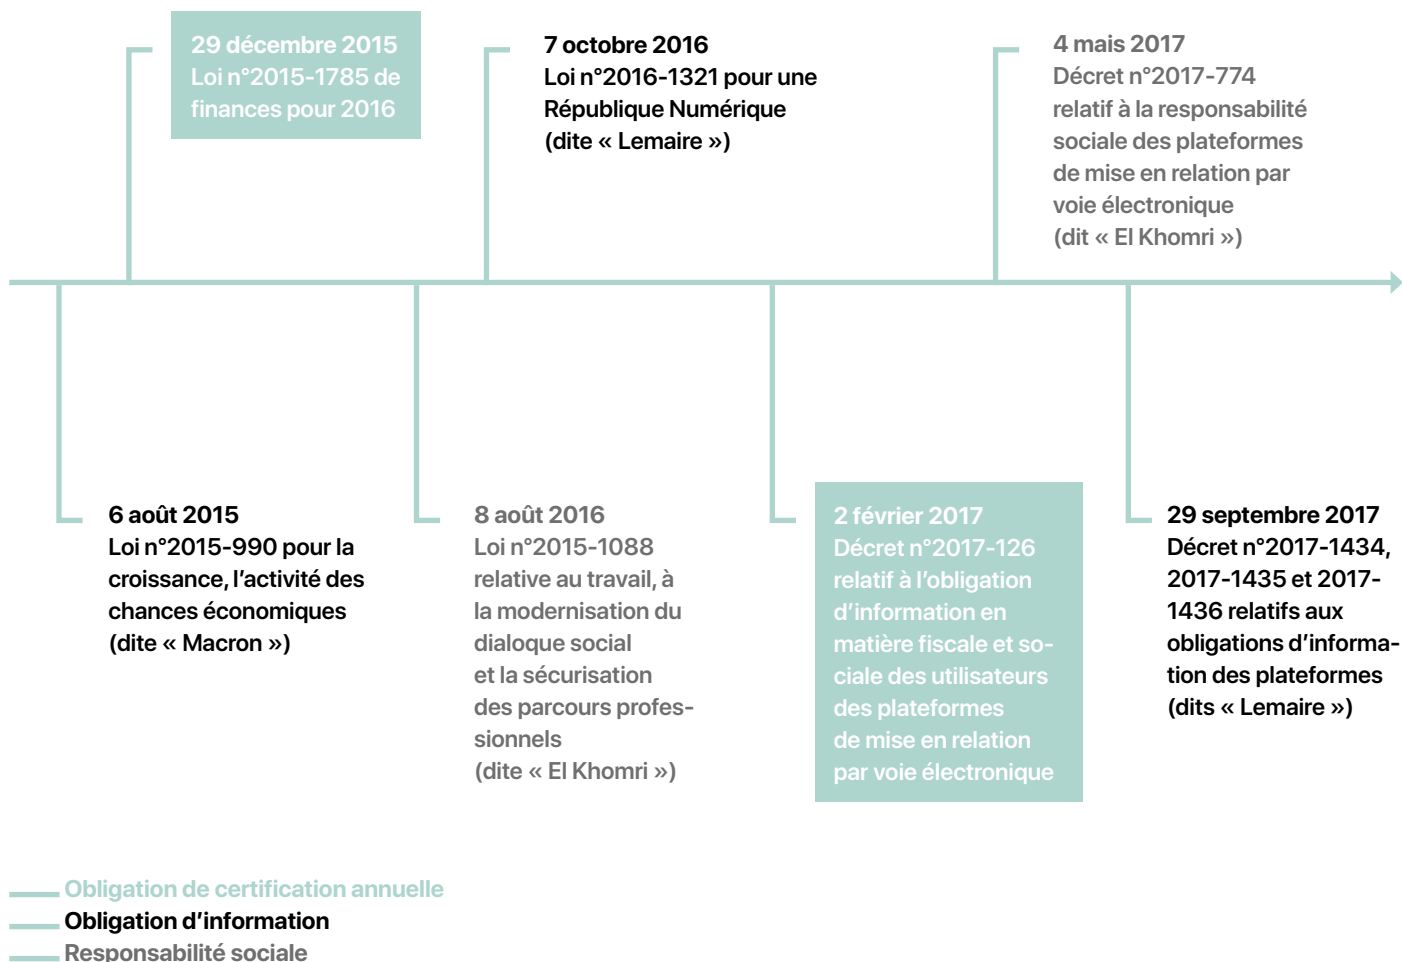 29 décembre 2015
Loi n°2015-1785 de
finances pour 2016
7 octobre 2016
Loi n°2016-1321 pour une
République Numérique
(dite « Lemaire »)
4 mais 2017
Décret n°2017-774
relatif à la responsabilité
sociale des plateformes
de mise en relation par
voie électronique
(dit « El Khomri »)
6 août 2015
Loi n°2015-990 pour la
croissance, l'activité des
chances économiques
(dite « Macron »)
8 août 2016
Loi n°2015-1088
relative au travail, à
la modernisation du
dialoque social
et la sécurisation
des parcours profes-
sionnels
(dite « El Khomri »)
2 février 2017
Décret n°2017-126
relatif à l'obligation
d'information en
matière fiscale et so-
ciale des utilisateurs
des plateformes
de mise en relation
par voie électronique
29 septembre 2017
Décret n°2017-1434,
2017-1435 et 2017-
1436 relatifs aux
obligations d'informa-
tion des plateformes
(dits « Lemaire »)
Obligation de certification annuelle
Obligation d'information
Responsabilité sociale